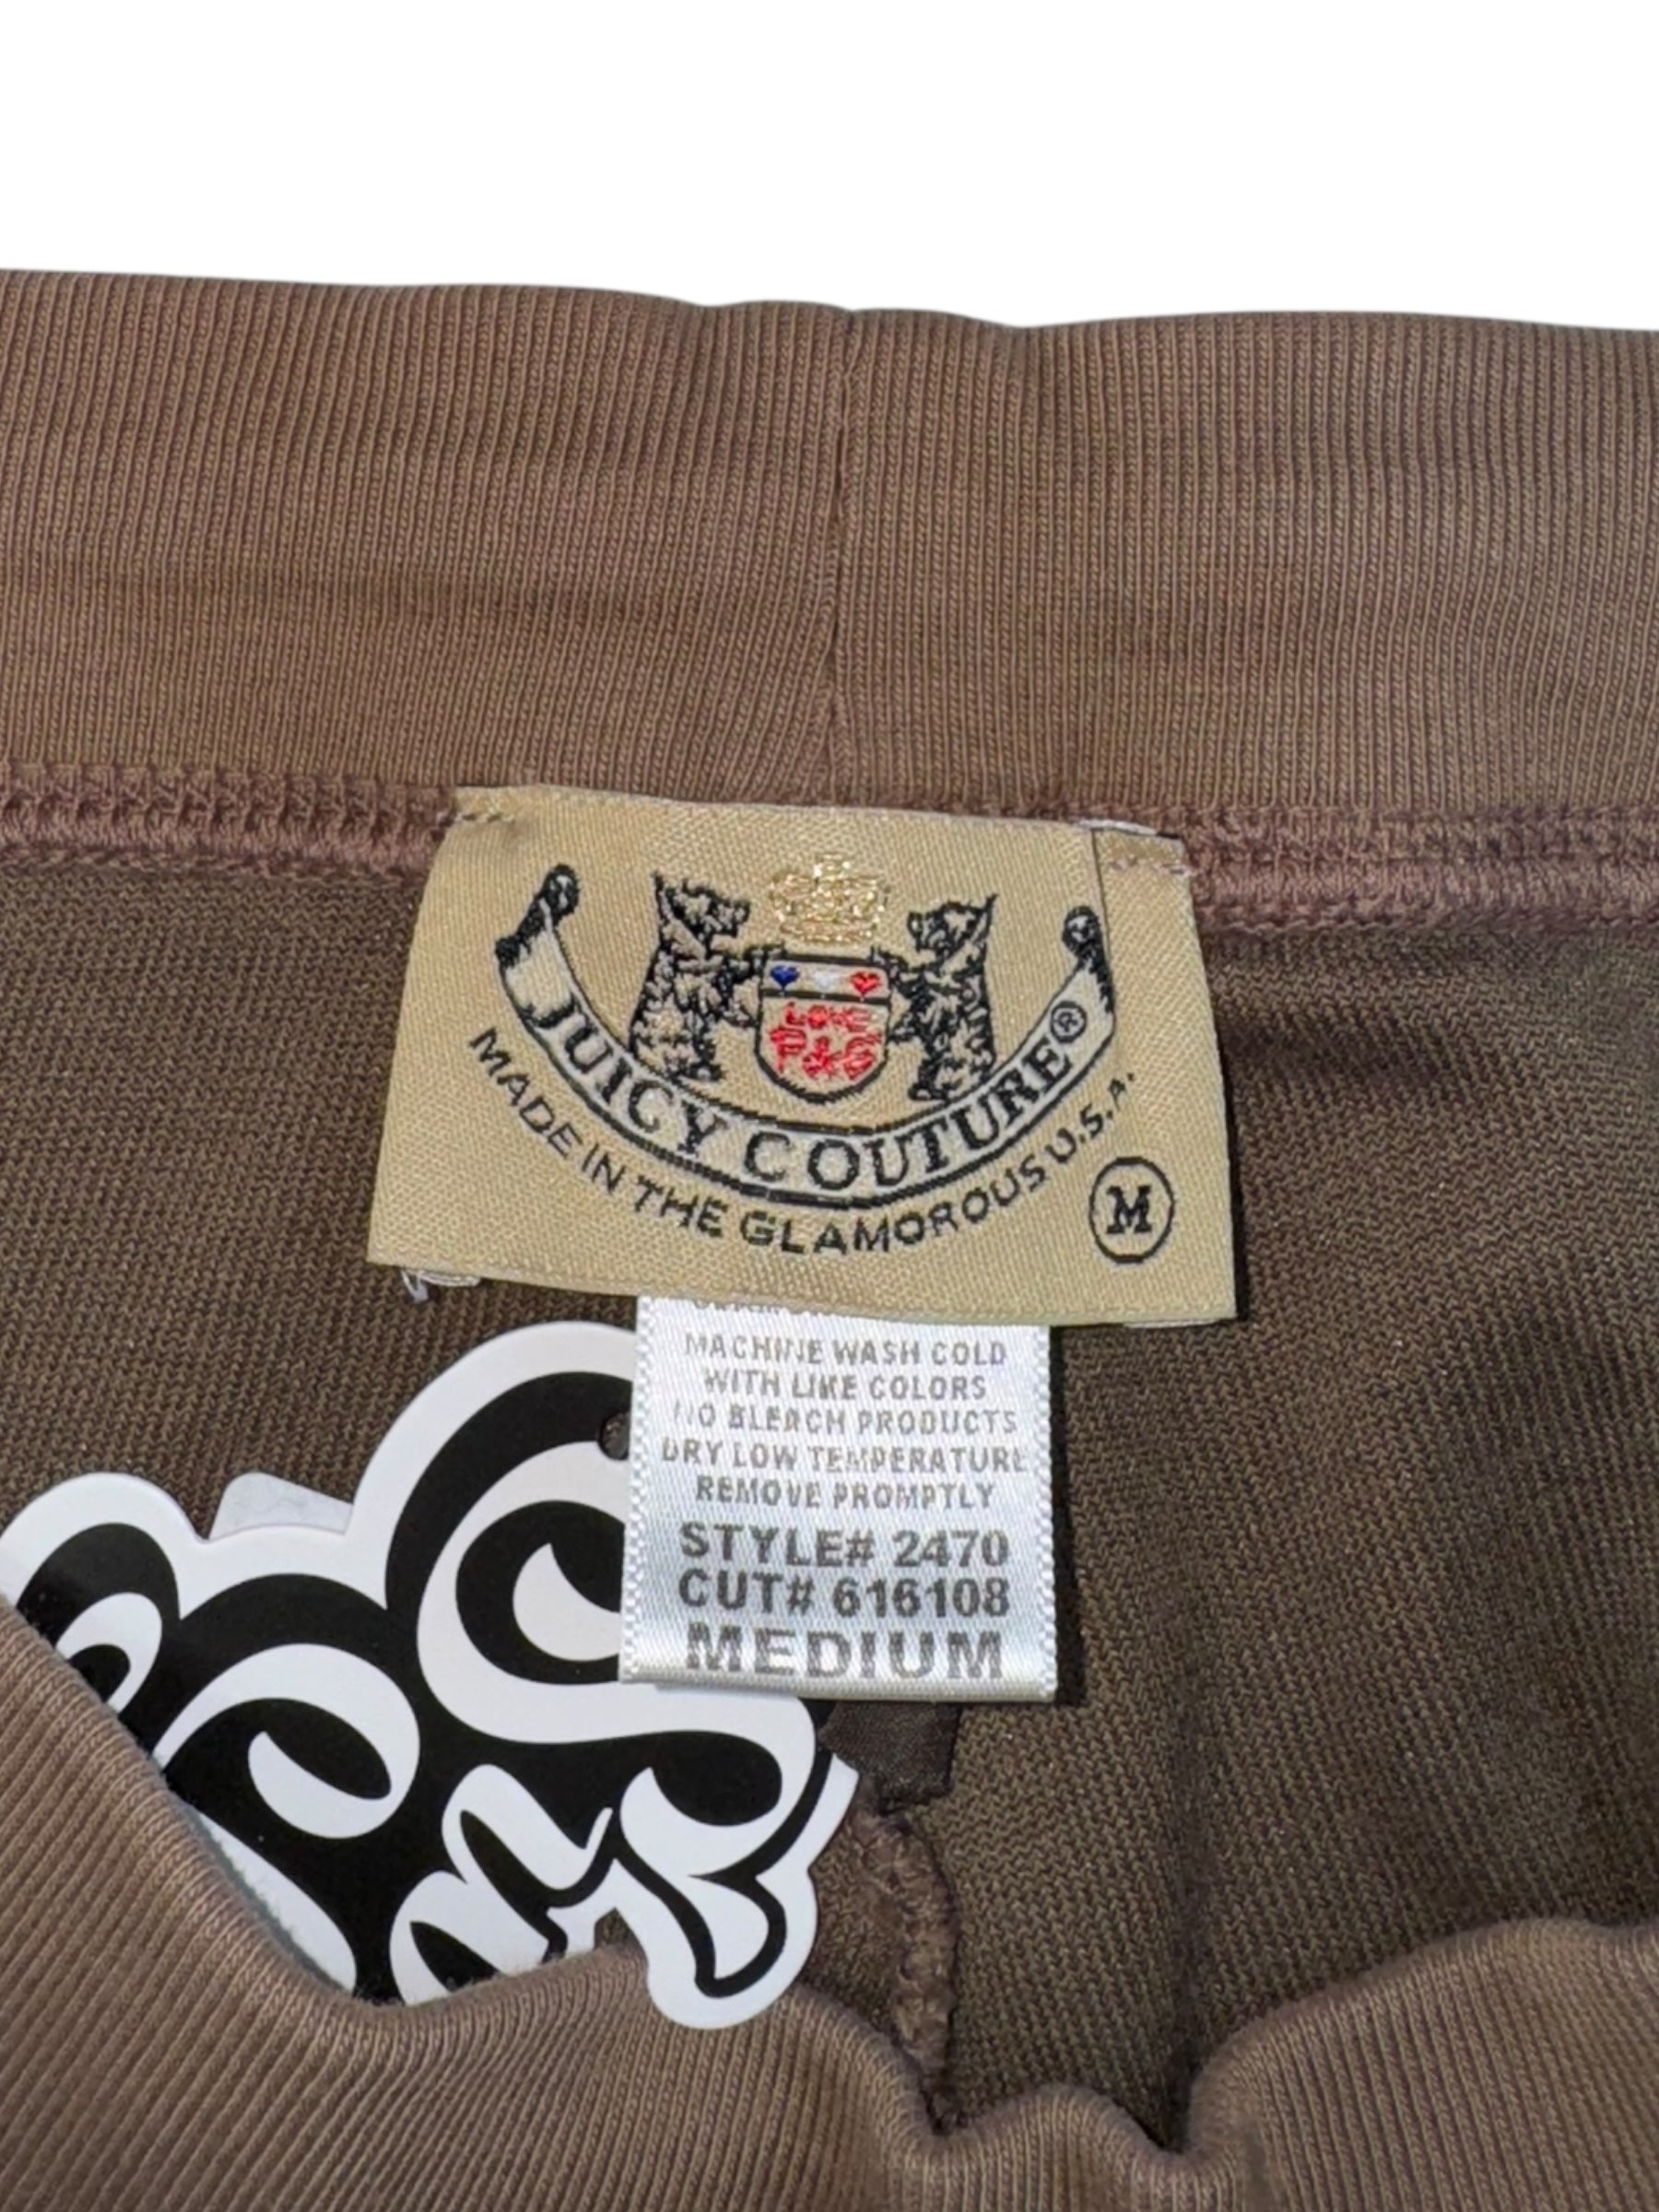 LOVE
P&G
JUICY COUTURE®
MADE IN THE GLAMOROUS U.S.A.
M
MACHINE WASH COLD
WITH LIKE COLORS
NO BLEACH PRODUCTS
DRY LOW TEMPERATURE
REMOVE PROMPTLY
STYLE# 2470
CUT# 616108
MEDIUM